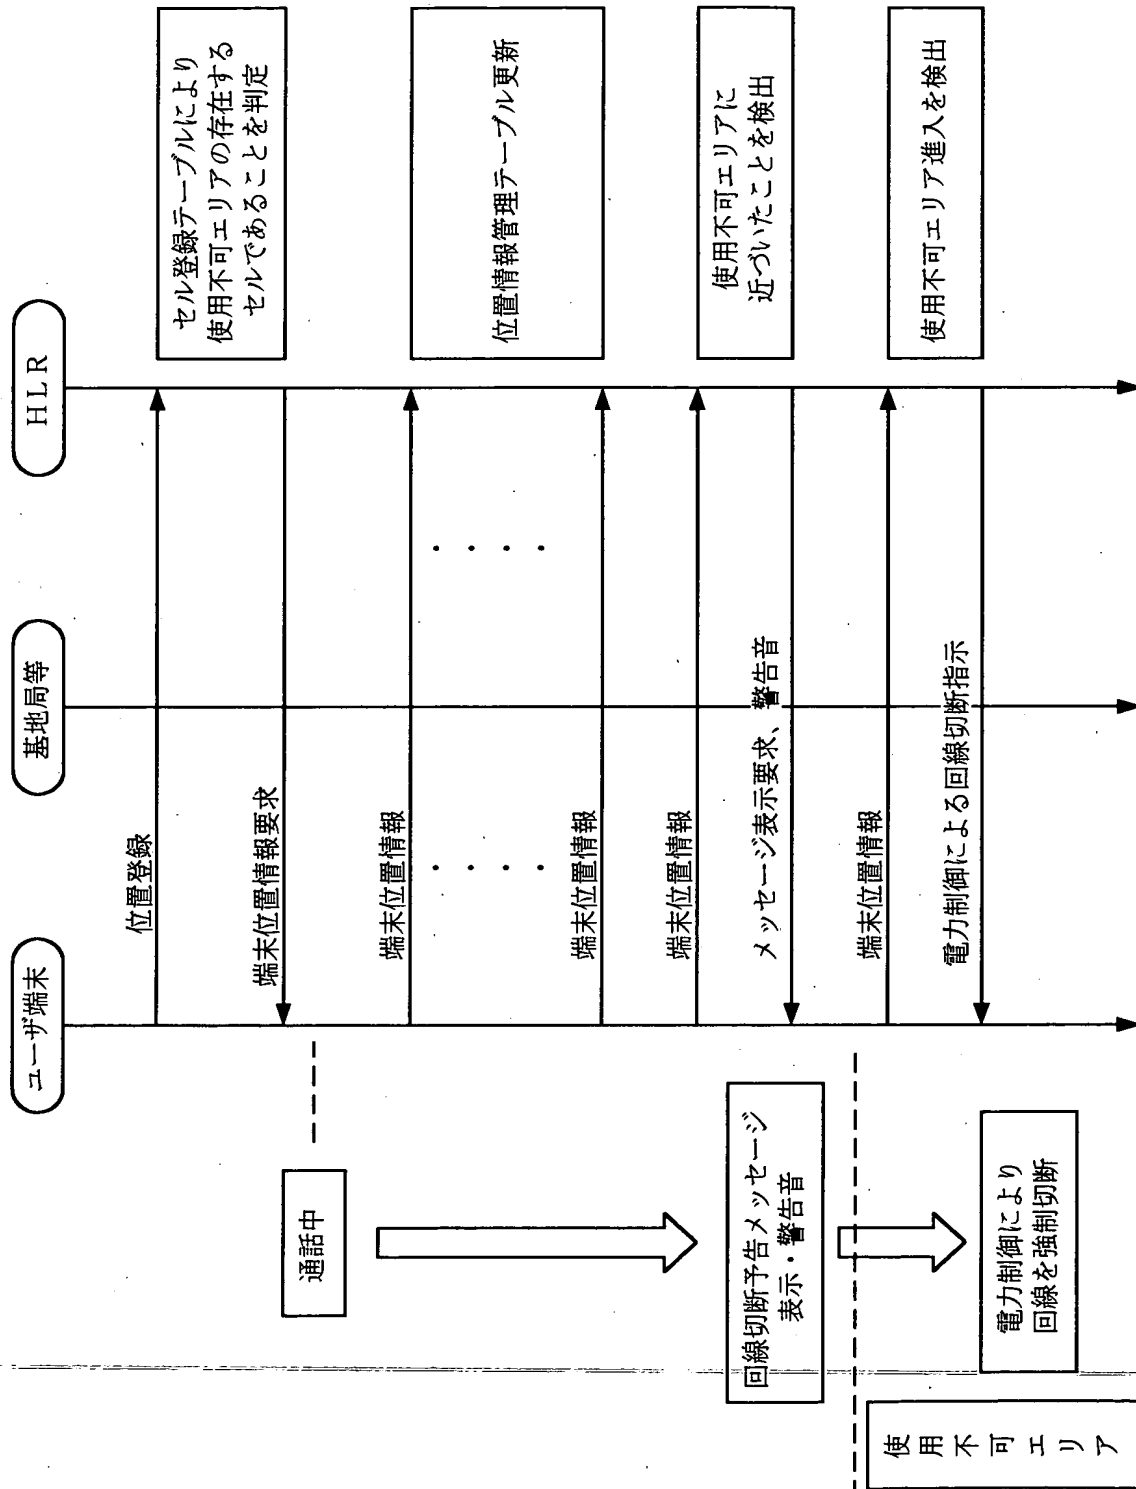 ユーザ端末
基地局等
HLR
位置登録
セル登録テーブルにより
使用不可エリアの存在する
セルであることを判定
端末位置情報要求
通話中
端末位置情報
位置情報管理テーブル更新
端末位置情報
端末位置情報
使用不可エリアに
近づいたことを検出
メッセージ表示要求、警告音
回線切断予告メッセージ
表示・警告音
端末位置情報
使用不可エリア進入を検出
電力制御による回線切断指示
電力制御により
回線を強制切断
使用不可エリア